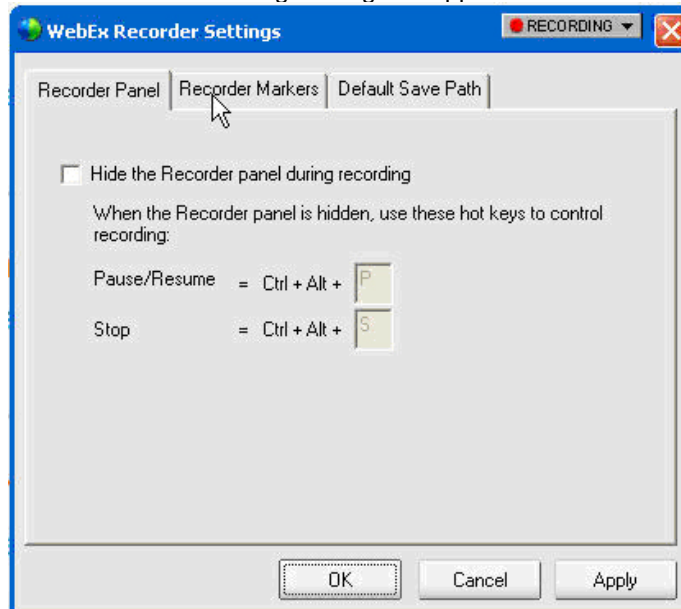 WebEx Recorder Settings
RECORDING
Recorder Panel
Recorder Markers
Default Save Path
Hide the Recorder panel during recording
When the Recorder panel is hidden, use these hot keys to control
recording:
Pause/Resume = Ctrl + Alt + P
Stop = Ctrl + Alt + S
OK
Cancel
Apply